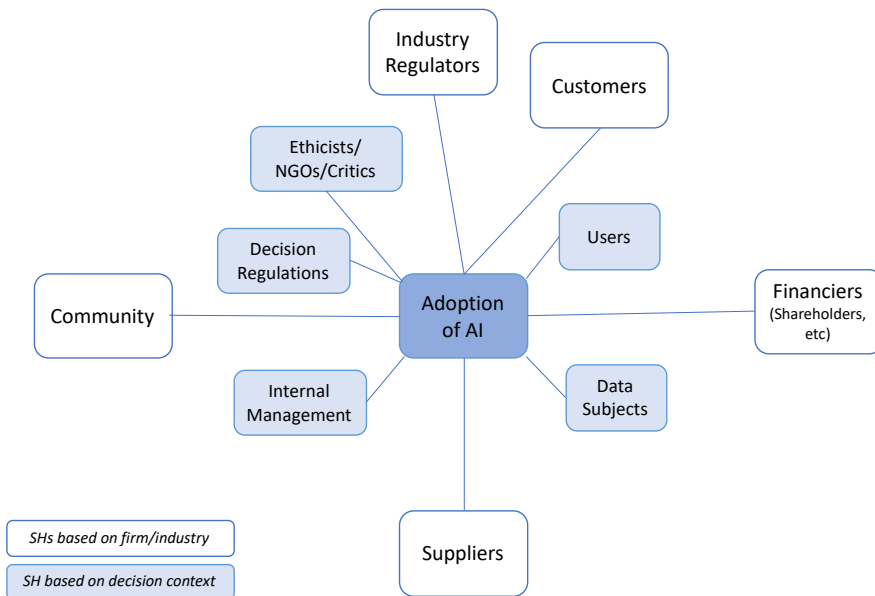 Industry
Regulators
Customers
Ethicists/
NGOs/Critics
Users
Decision
Regulations
Community
Adoption
of AI
Financiers
(Shareholders,
etc)
Internal
Management
Data
Subjects
Suppliers
SHs based on firm/industry
SH based on decision context